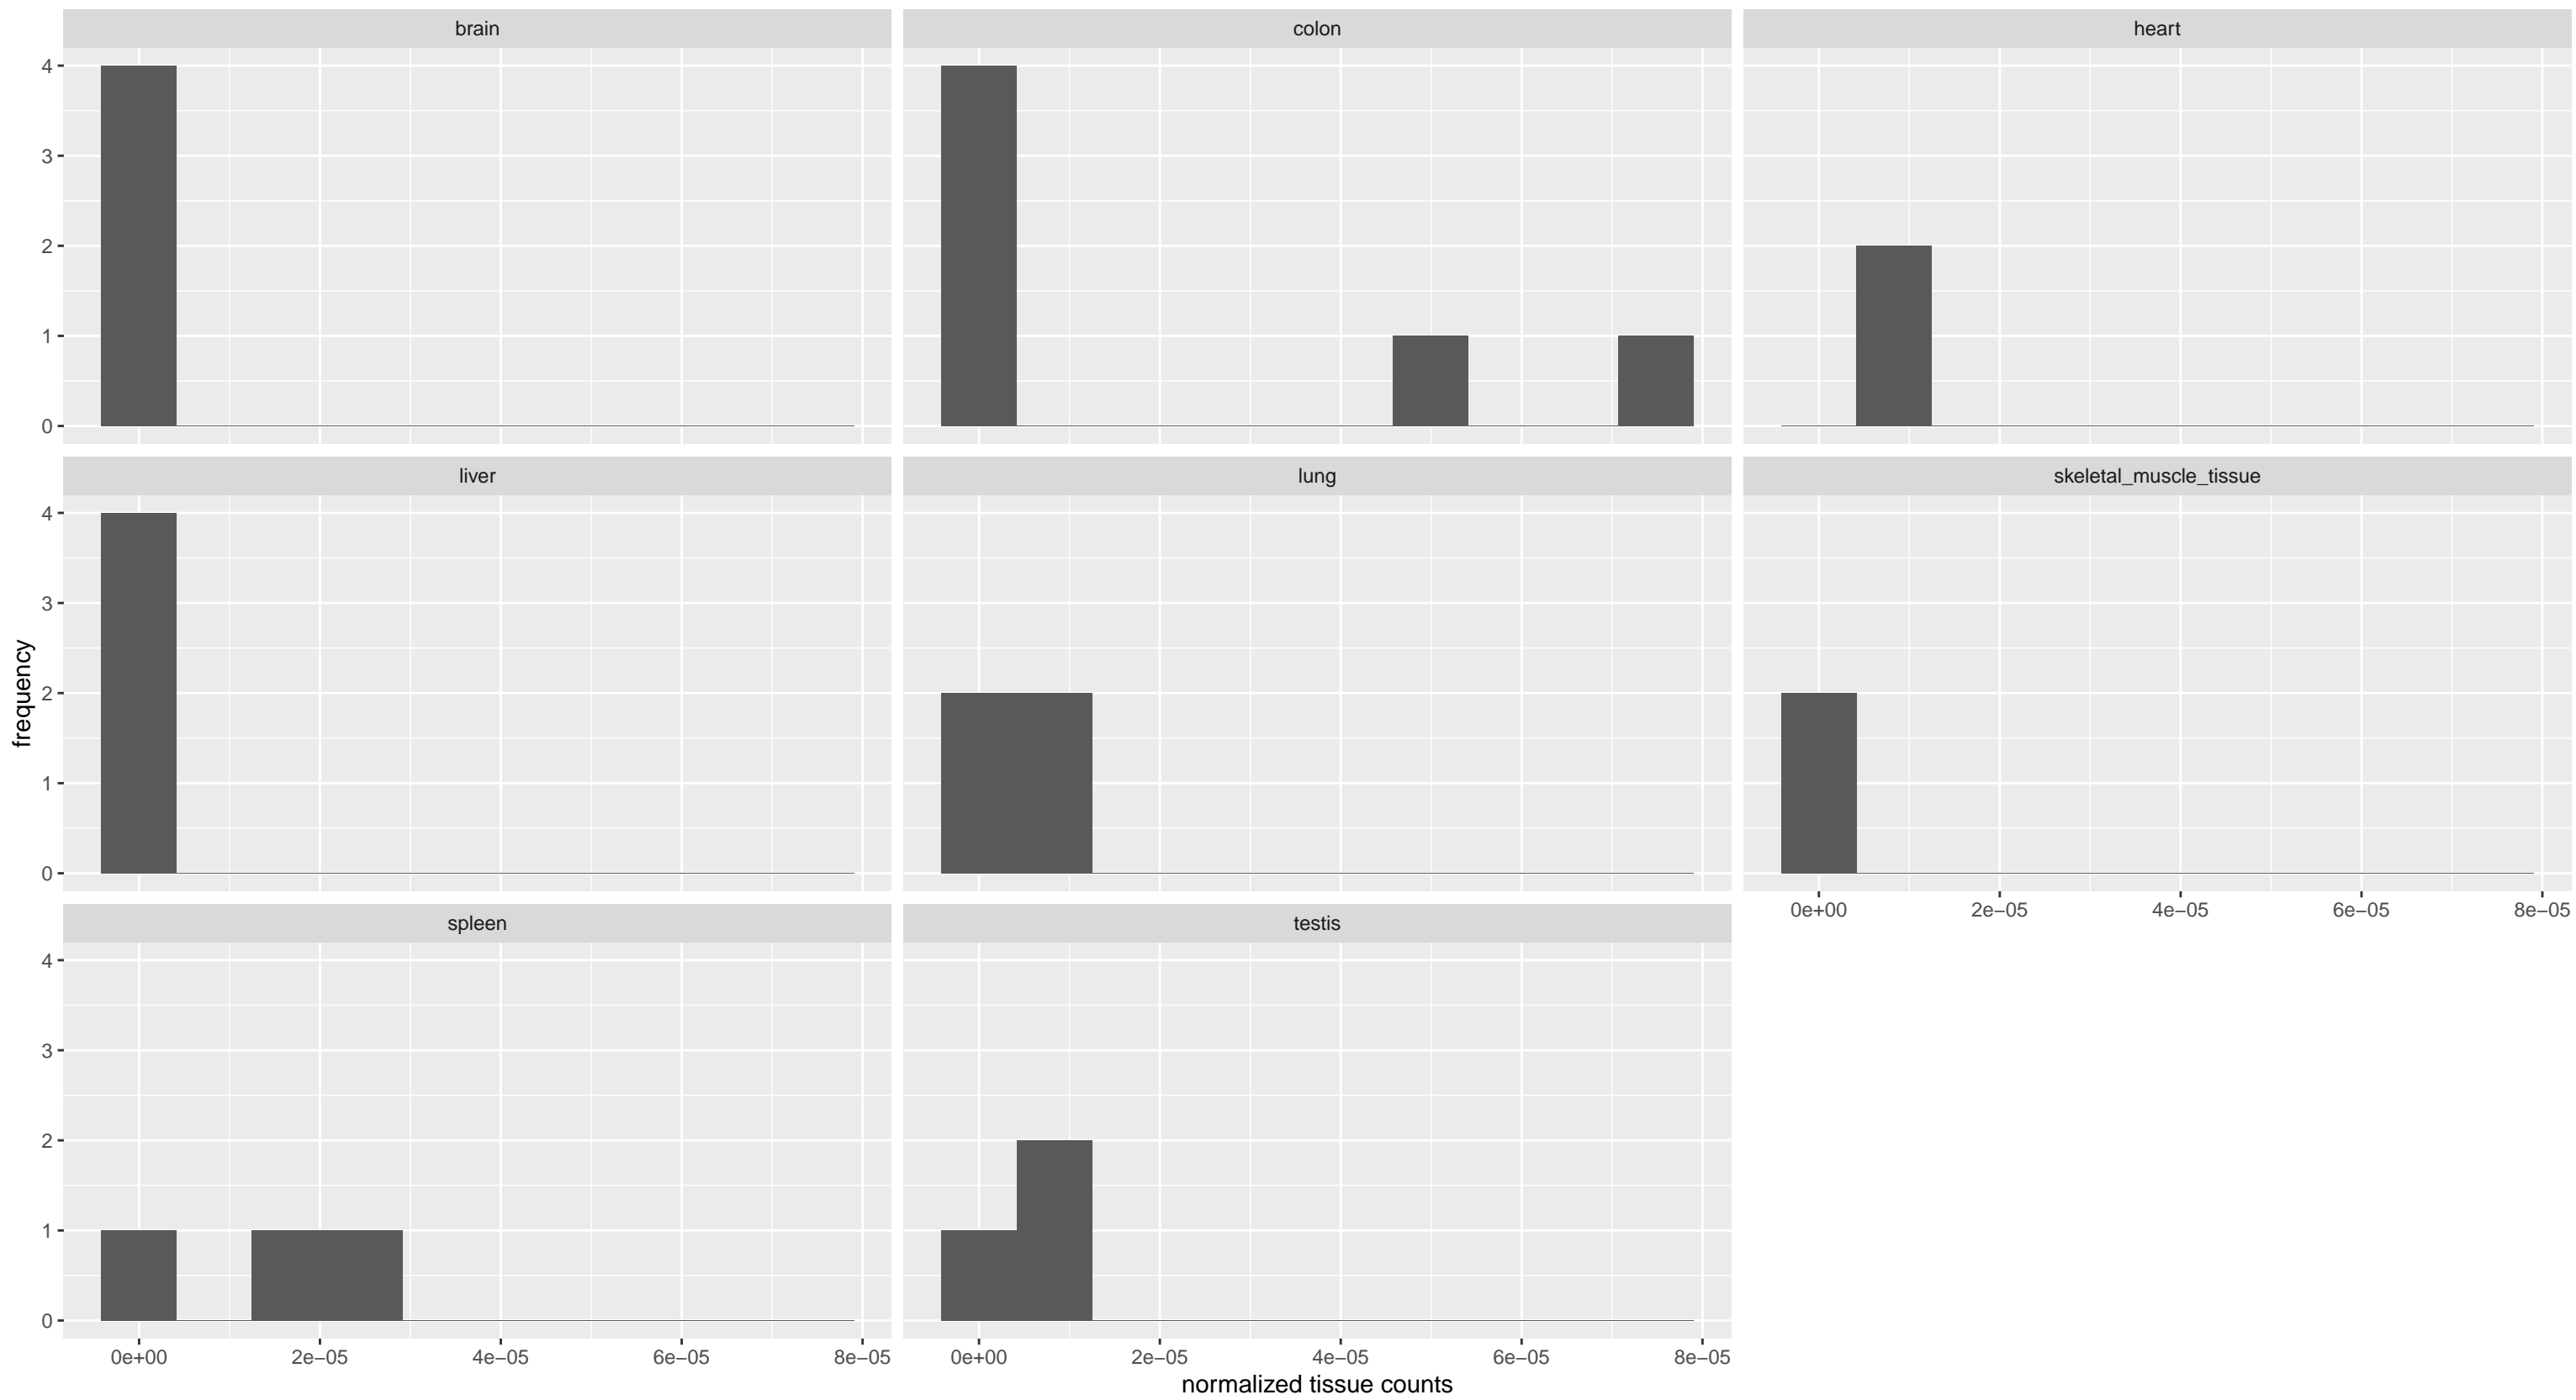 brain
colon
heart
4
3
2
1
0
liver
lung
skeletal_muscle_tissue
4
3
2
1
0
0e+00 2e−05 4e−05 6e−05 8e−05
frequency
spleen
testis
4
3
2
1
0
0e+00 2e−05 4e−05 6e−05 8e−05
0e+00 2e−05 4e−05 6e−05 8e−05
normalized tissue counts